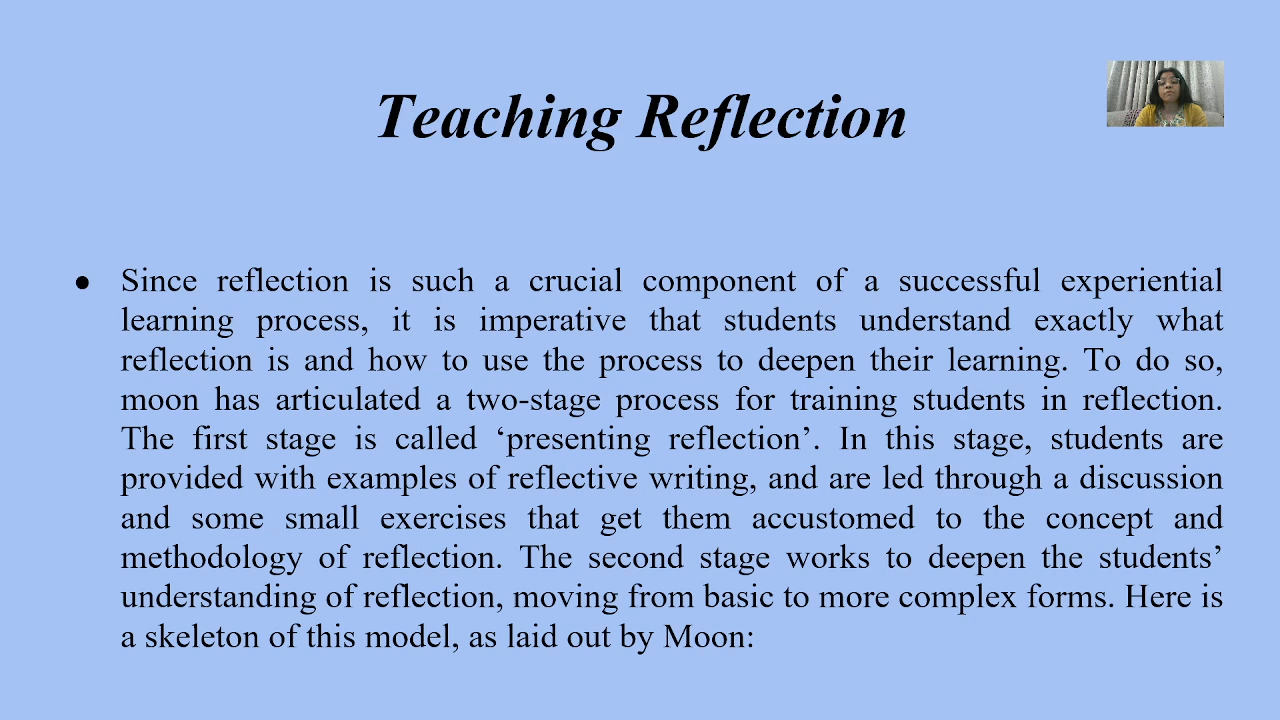 Teaching Reflection
● Since reflection is such a crucial component of a successful experiential
learning process, it is imperative that students understand exactly what
reflection is and how to use the process to deepen their learning. To do so,
moon has articulated a two-stage process for training students in reflection.
The first stage is called ‘presenting reflection’. In this stage, students are
provided with examples of reflective writing, and are led through a discussion
and some small exercises that get them accustomed to the concept and
methodology of reflection. The second stage works to deepen the students’
understanding of reflection, moving from basic to more complex forms. Here is
a skeleton of this model, as laid out by Moon: